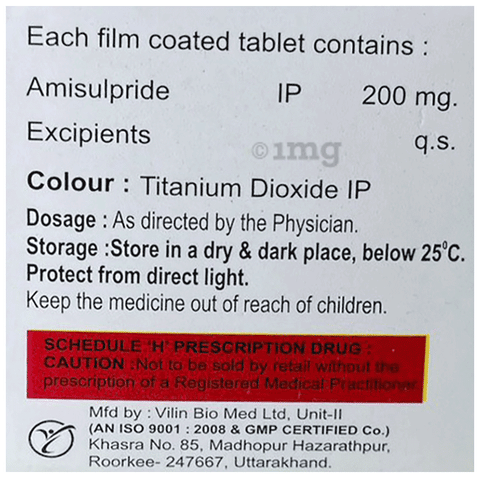 Each film coated tablet contains :
Amisulpride IP 200 mg.
Excipients q.s.
©1mg
Colour : Titanium Dioxide IP
Dosage : As directed by the Physician.
Storage :Store in a dry & dark place, below 25°C.
Protect from direct light.
Keep the medicine out of reach of children.
SCHEDULE 'H' PRESCRIPTION DRUG :
CAUTION :Not to be sold by retail without the
prescription of a Registered Medical Practitioner
Mfd by : Vilin Bio Med Ltd, Unit-II
(AN ISO 9001 : 2008 & GMP CERTIFIED Co.)
Khasra No. 85, Madhopur Hazarathpur,
Roorkee- 247667, Uttarakhand.